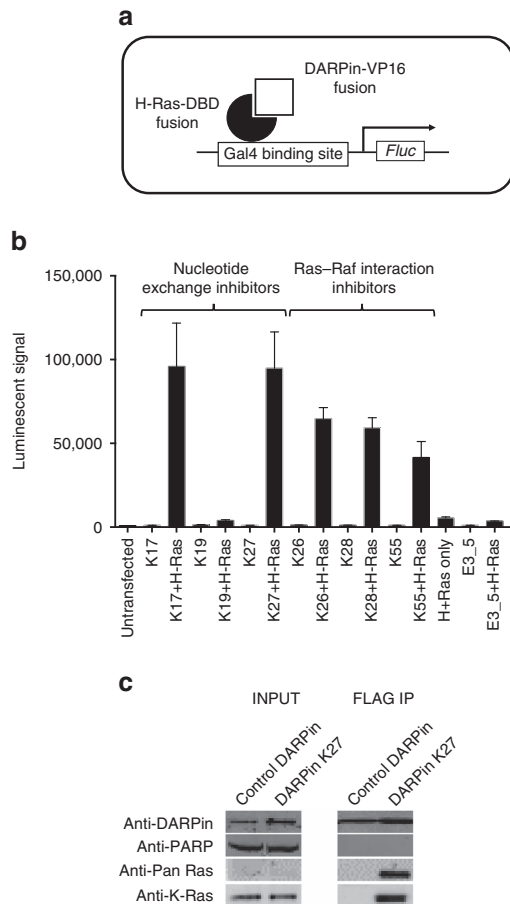 a
DARPin-VP16
fusion
H-Ras-DBD
fusion
Gal4 binding site
Fluc
b
Nucleotide
exchange inhibitors
Ras–Raf interaction
inhibitors
150,000
100,000
50,000
0
Luminescent signal
Untransfected
K17
K17+H-Ras
K19
K19+H-Ras
K27
K27+H-Ras
K26
K26+H-Ras
K28
K28+H-Ras
K55
K55+H-Ras
H+Ras only
E3_5
E3_5+H-Ras
c
INPUT
FLAG IP
Control DARPin
DARPin K27
Control DARPin
DARPin K27
Anti-DARPin
Anti-PARP
Anti-Pan Ras
Anti-K-Ras